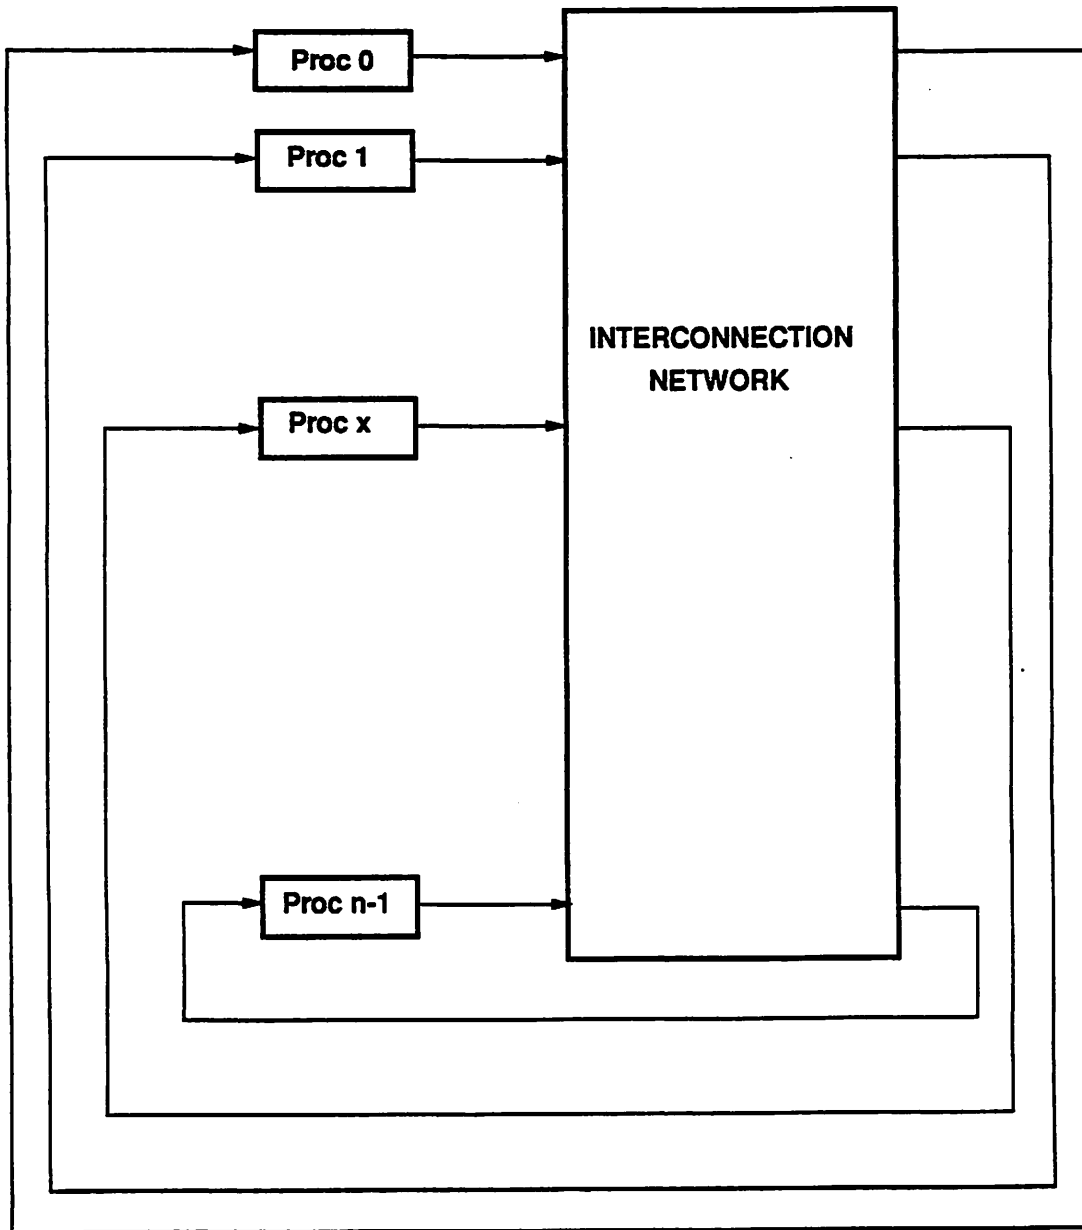 Proc 0
Proc 1
INTERCONNECTION
NETWORK
Proc x
Proc n-1